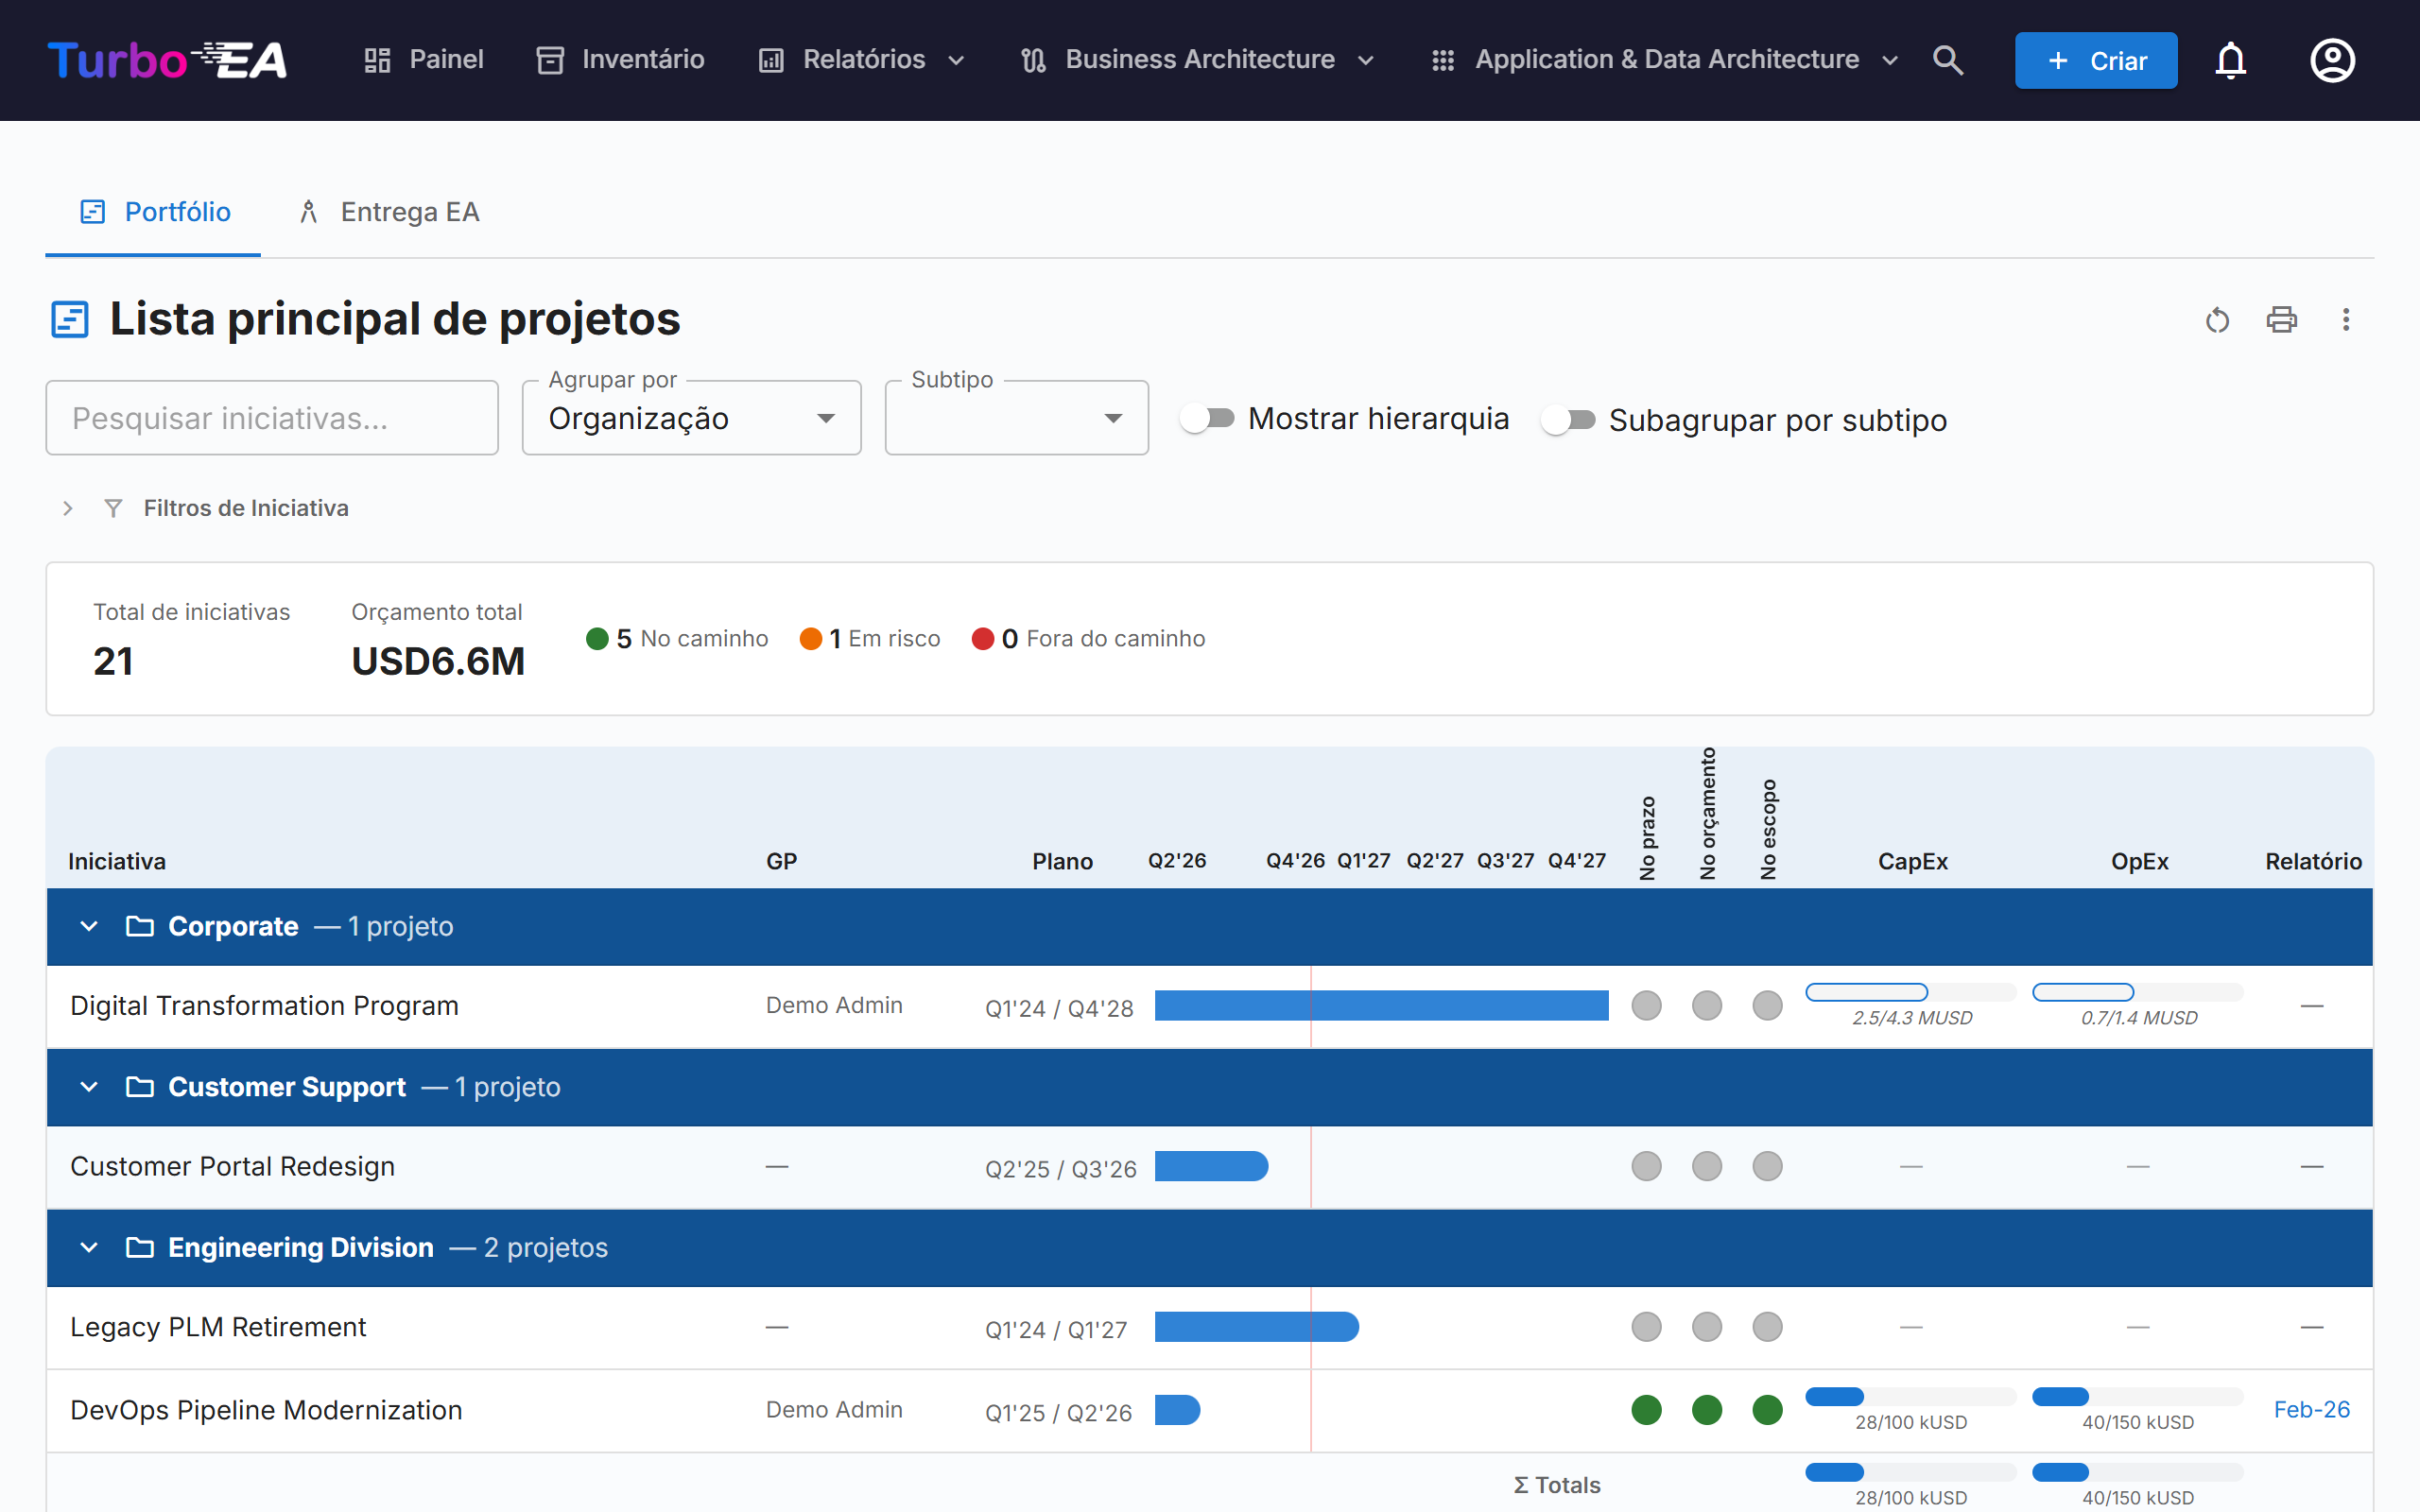 Turbo EA Painel Inventário Relatórios Business Architecture Application & Data Architecture + Criar
Portfólio Entrega EA
Lista principal de projetos
Pesquisar iniciativas... Agrupar por Organização Subtipo Mostrar hierarquia Subagrupar por subtipo
Filtros de Iniciativa
Total de iniciativas Orçamento total
21 USD6.6M 5 No caminho 1 Em risco 0 Fora do caminho
Iniciativa GP Plano Q2'26 Q4'26 Q1'27 Q2'27 Q3'27 Q4'27 No prazo No orçamento No escopo CapEx OpEx Relatório
Corporate — 1 projeto
Digital Transformation Program Demo Admin Q1'24 / Q4'28 2.5/4.3 MUSD 0.7/1.4 MUSD —
Customer Support — 1 projeto
Customer Portal Redesign — Q2'25 / Q3'26 — — —
Engineering Division — 2 projetos
Legacy PLM Retirement — Q1'24 / Q1'27 — — —
DevOps Pipeline Modernization Demo Admin Q1'25 / Q2'26 28/100 kUSD 40/150 kUSD Feb-26
Σ Totals 28/100 kUSD 40/150 kUSD